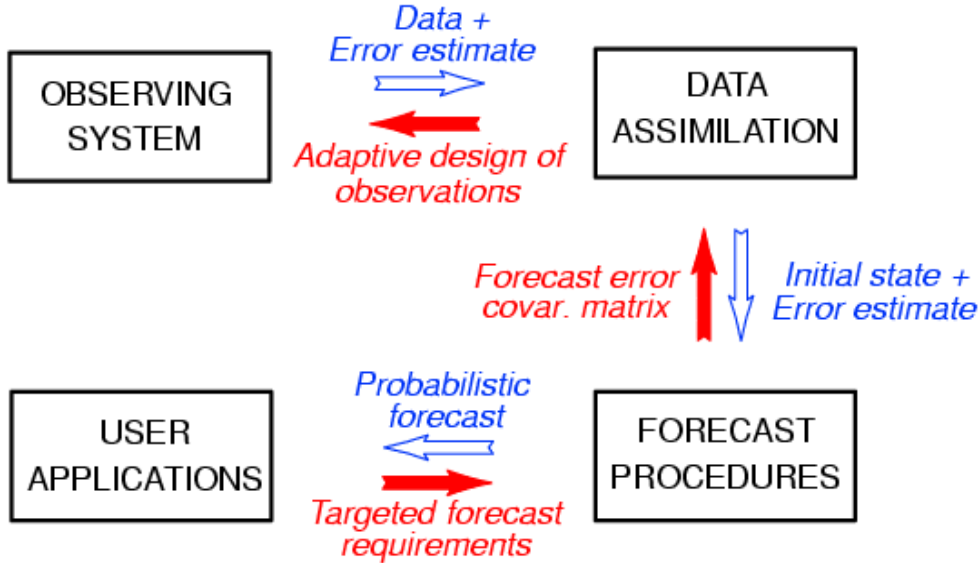 Data +
Error estimate
OBSERVING
SYSTEM
DATA
ASSIMILATION
Adaptive design of
observations
Forecast error
covar. matrix
Initial state +
Error estimate
Probabilistic
forecast
USER
APPLICATIONS
FORECAST
PROCEDURES
Targeted forecast
requirements